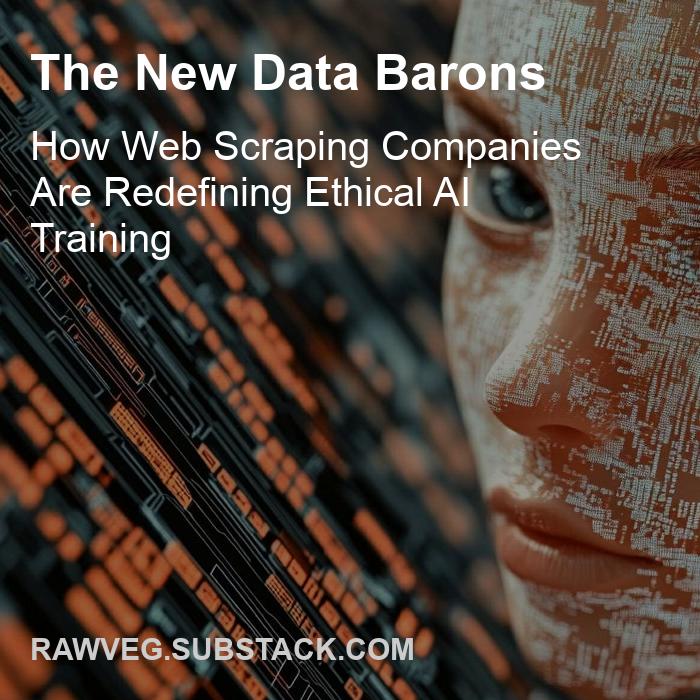 The New Data Barons
How Web Scraping Companies
Are Redefining Ethical AI
Training
RAWVEG.SUBSTACK.COM